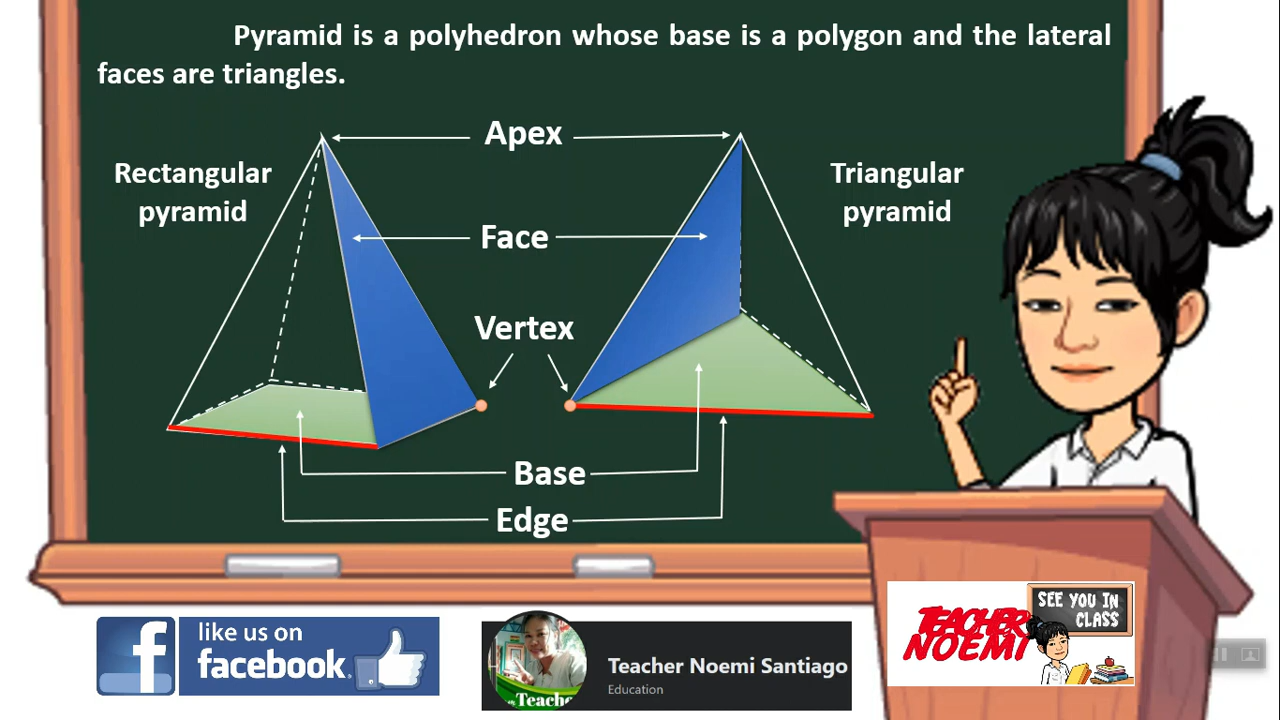 Pyramid is a polyhedron whose base is a polygon and the lateral
faces are triangles.
Apex
Rectangular
pyramid
Triangular
pyramid
Face
Vertex
Base
Edge
like us on
facebook
Teacher Noemi Santiago
Education
TEACHER
NOEMI
SEE YOU IN
CLASS